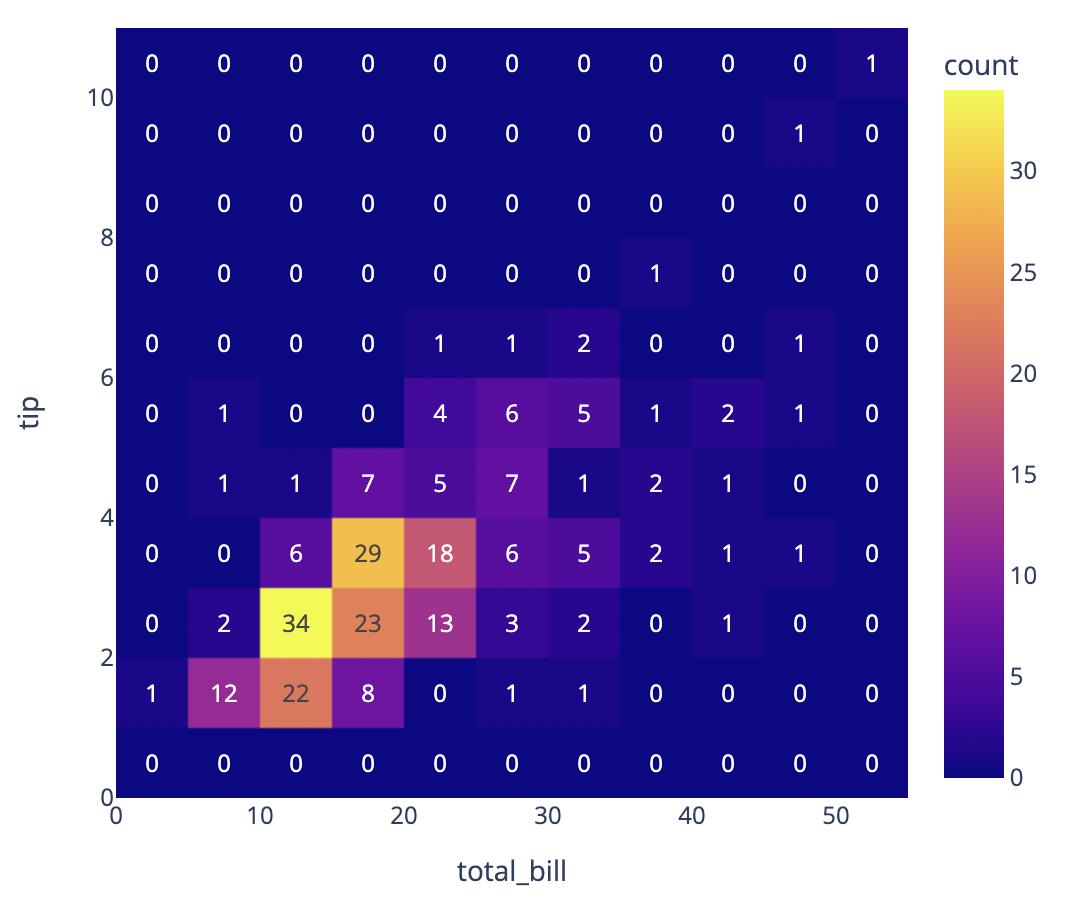 count
0 0 0 0 0 0 0 0 0 0 1
10
0 0 0 0 0 0 0 0 0 1 0
30
0 0 0 0 0 0 0 0 0 0 0
8
0 0 0 0 0 0 0 1 0 0 0
25
0 0 0 0 1 1 2 0 0 1 0
6
20
0 1 0 0 4 6 5 1 2 1 0
tip
0 1 1 7 5 7 1 2 1 0 0
15
4
0 0 6 29 18 6 5 2 1 1 0
10
0 2 34 23 13 3 2 0 1 0 0
2
5
1 12 22 8 0 1 1 0 0 0 0
0 0 0 0 0 0 0 0 0 0 0
0
0
0 10 20 30 40 50
total_bill